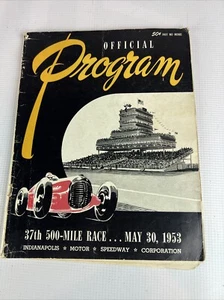 50¢
OFFICIAL
Program
37th 500-MILE RACE . . . MAY 30, 1953
INDIANAPOLIS ★ MOTOR ★ SPEEDWAY ★ CORPORATION